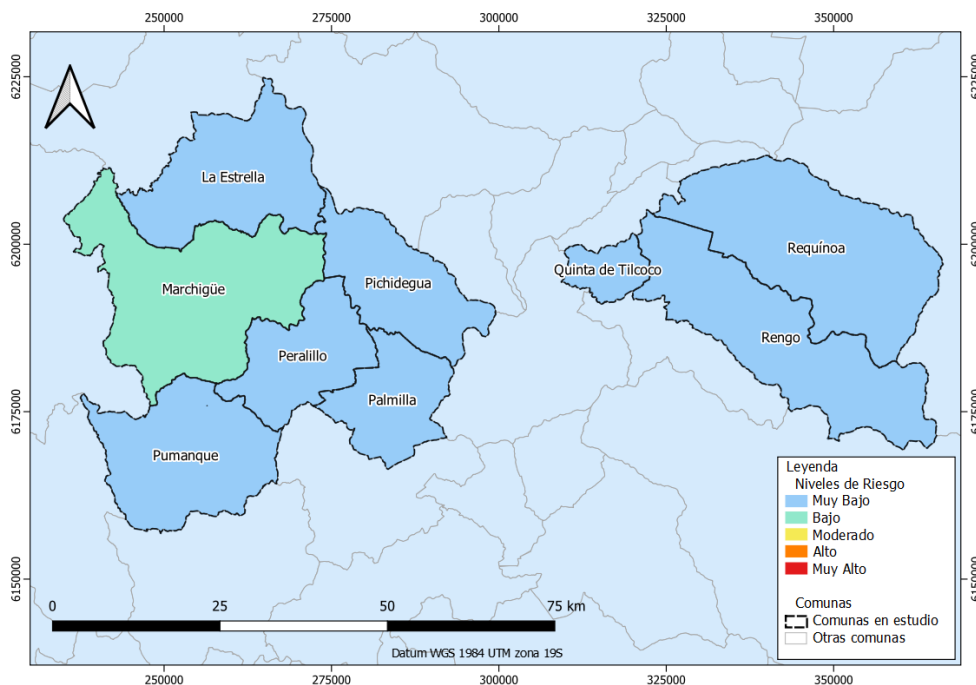 250000
275000
300000
325000
350000
6225000
6225000
La Estrella
6200000
6200000
Requínoa
Quinta de Tilcoco
Pichidegua
Marchigüe
Rengo
Peralillo
6175000
6175000
Palmilla
Pumanque
Leyenda
Niveles de Riesgo
Muy Bajo
Bajo
Moderado
Alto
Muy Alto
Comunas
Comunas en estudio
Otras comunas
6150000
6150000
0
25
50
75 km
Datum WGS 1984 UTM zona 19S
250000
275000
300000
325000
350000